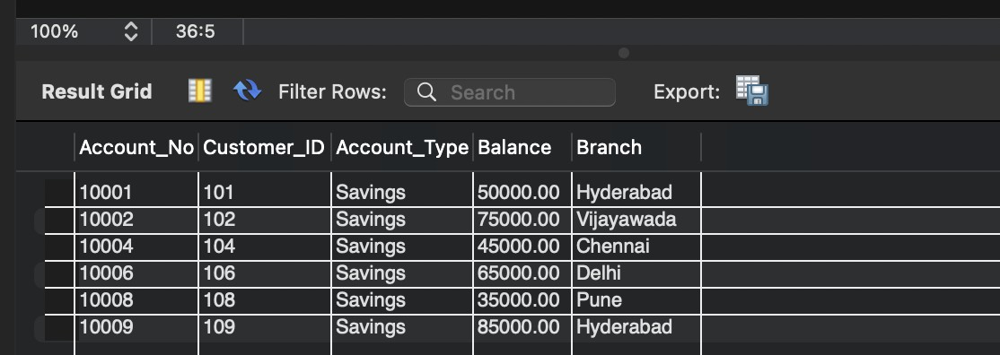 100% 36:5
Result Grid Filter Rows: Search Export:
Account_No Customer_ID Account_Type Balance Branch
10001 101 Savings 50000.00 Hyderabad
10002 102 Savings 75000.00 Vijayawada
10004 104 Savings 45000.00 Chennai
10006 106 Savings 65000.00 Delhi
10008 108 Savings 35000.00 Pune
10009 109 Savings 85000.00 Hyderabad